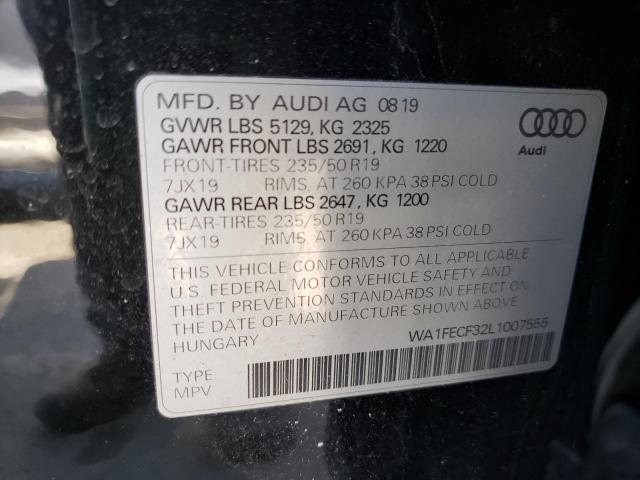 MFD. BY AUDI AG 08 19
GVWR LBS 5129, KG 2325
GAWR FRONT LBS 2691, KG 1220
FRONT-TIRES 235/50 R19
7JX19 RIMS, AT 260 KPA 38 PSI COLD
GAWR REAR LBS 2647, KG 1200
REAR-TIRES 235/50 R19
7JX19 RIMS, AT 260 KPA 38 PSI COLD
Audi
THIS VEHICLE CONFORMS TO ALL APPLICABLE
U.S. FEDERAL MOTOR VEHICLE SAFETY AND
THEFT PREVENTION STANDARDS IN EFFECT ON
THE DATE OF MANUFACTURE SHOWN ABOVE
HUNGARY
WA1FECF32L1007555
TYPE:
MPV